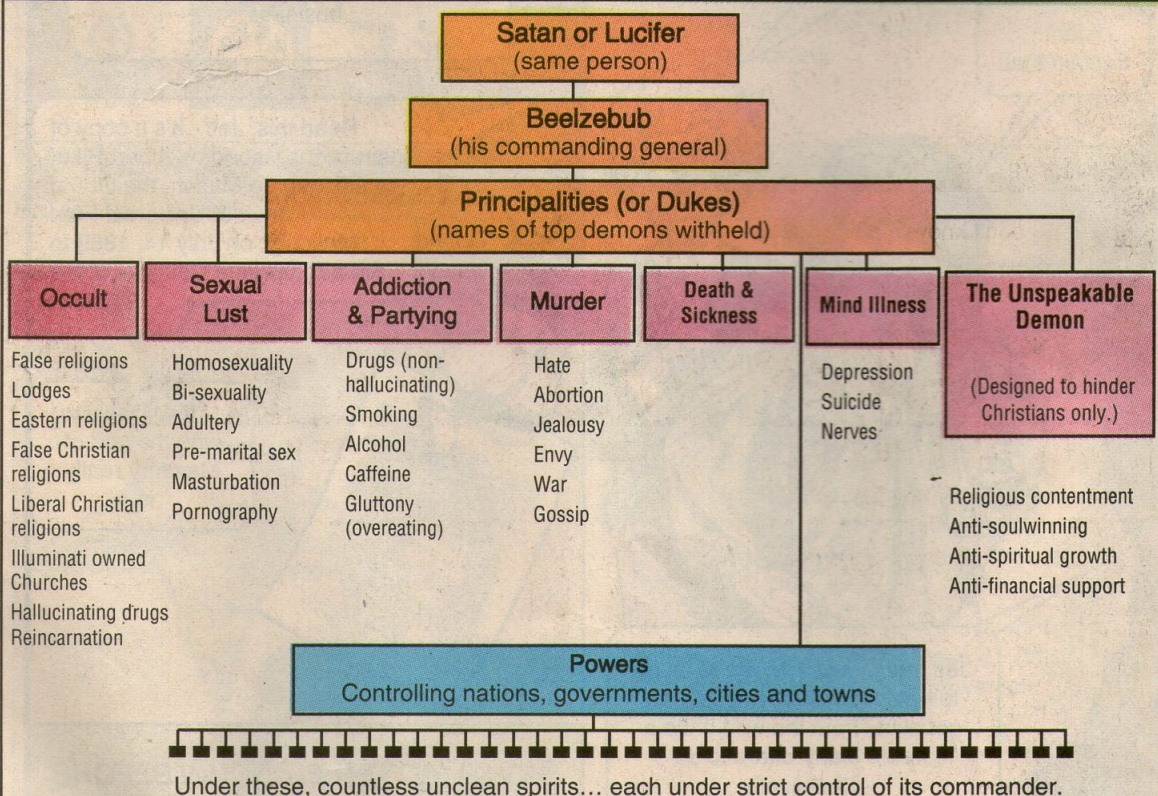 Satan or Lucifer
(same person)
Beelzebub
(his commanding general)
Principalities (or Dukes)
(names of top demons withheld)
Occult
False religions
Lodges
Eastern religions
False Christian
religions
Liberal Christian
religions
Illuminati owned
Churches
Hallucinating drugs
Reincarnation
Sexual
Lust
Homosexuality
Bi-sexuality
Adultery
Pre-marital sex
Masturbation
Pornography
Addiction
& Partying
Drugs (non-
hallucinating)
Smoking
Alcohol
Caffeine
Gluttony
(overeating)
Murder
Hate
Abortion
Jealousy
Envy
War
Gossip
Death &
Sickness
Mind Illness
Depression
Suicide
Nerves
The Unspeakable
Demon
(Designed to hinder
Christians only.)
Religious contentment
Anti-soulwinning
Anti-spiritual growth
Anti-financial support
Powers
Controlling nations, governments, cities and towns
Under these, countless unclean spirits... each under strict control of its commander.